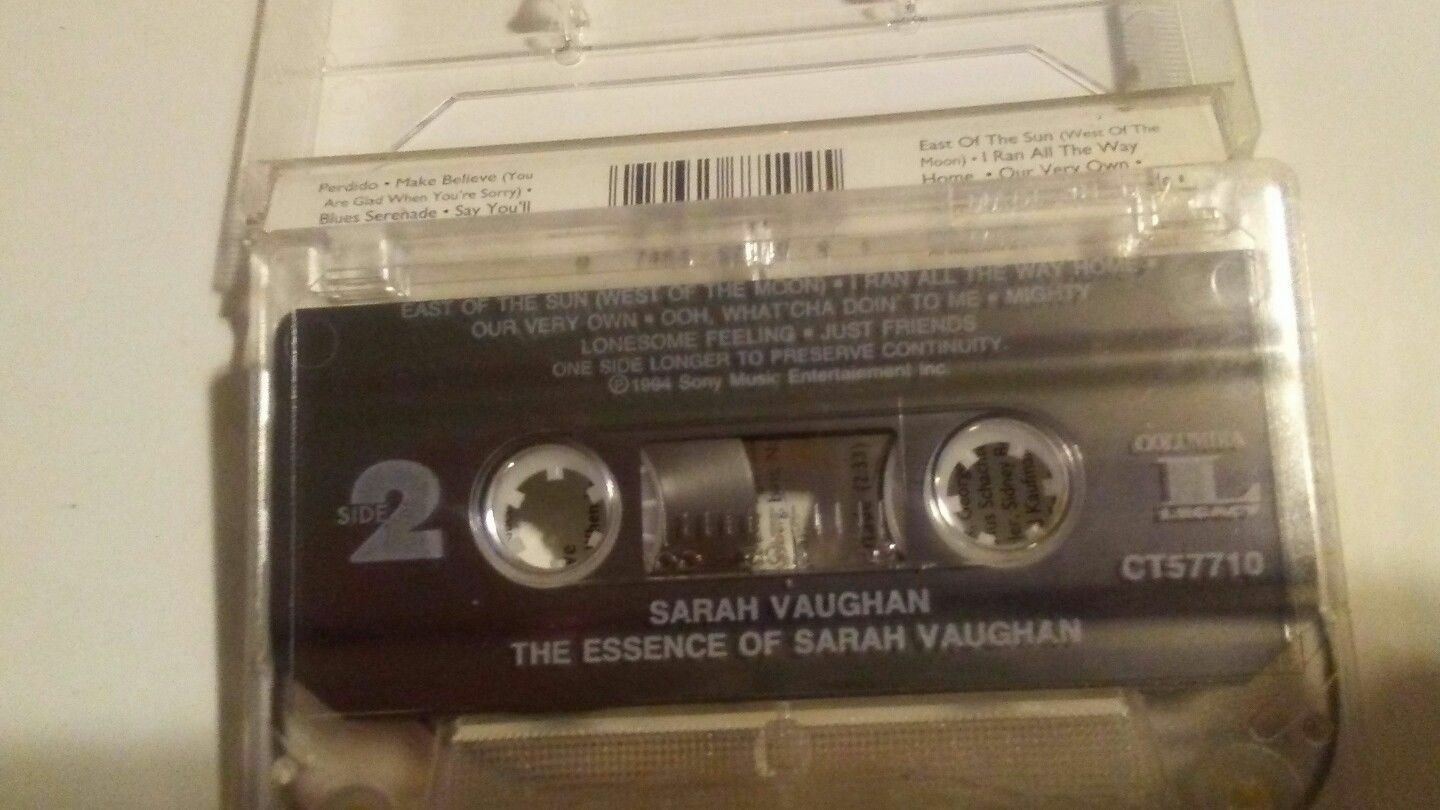 Perdido • Make Believe (You
Are Glad When You're Sorry) •
Blues Serenade • Say You'll
East Of The Sun (West Of The
Moon) • I Ran All The Way
Home • Our Very Own •
EAST OF THE SUN (WEST OF THE MOON) • I RAN ALL THE WAY HOME •
OUR VERY OWN • OOH, WHAT'CHA DOIN' TO ME • MIGHTY
LONESOME FEELING • JUST FRIENDS
ONE SIDE LONGER TO PRESERVE CONTINUITY.
℗1994 Sony Music Entertainment Inc.
SIDE 2
COLUMBIA
L
LEGACY
CT57710
SARAH VAUGHAN
THE ESSENCE OF SARAH VAUGHAN